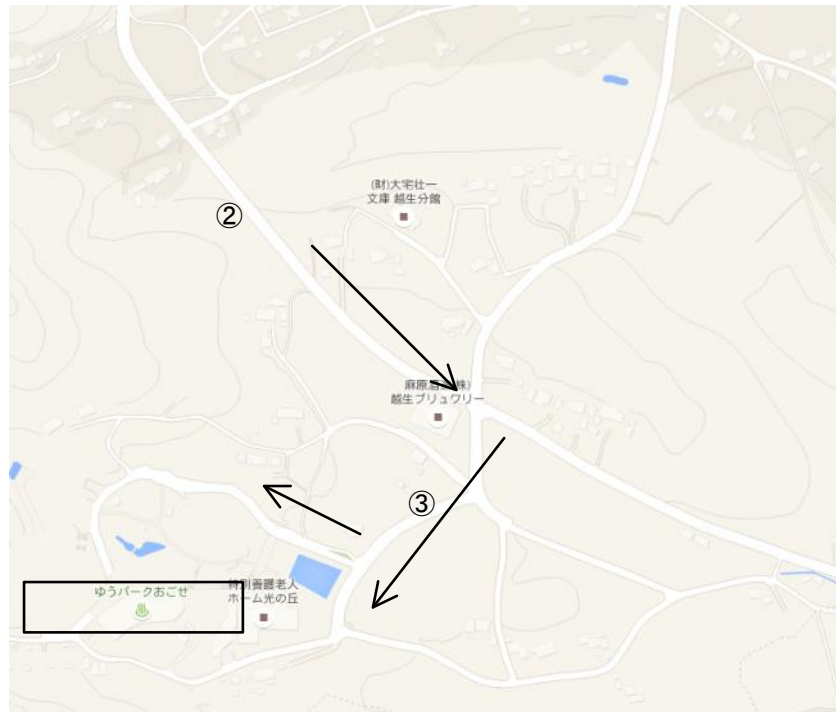 (財)大宅壮一
文庫 越生分館
②
麻原酒造(株)
越生ブリュワリー
③
ゆうパークおごせ
特別養護老人
ホーム光の丘